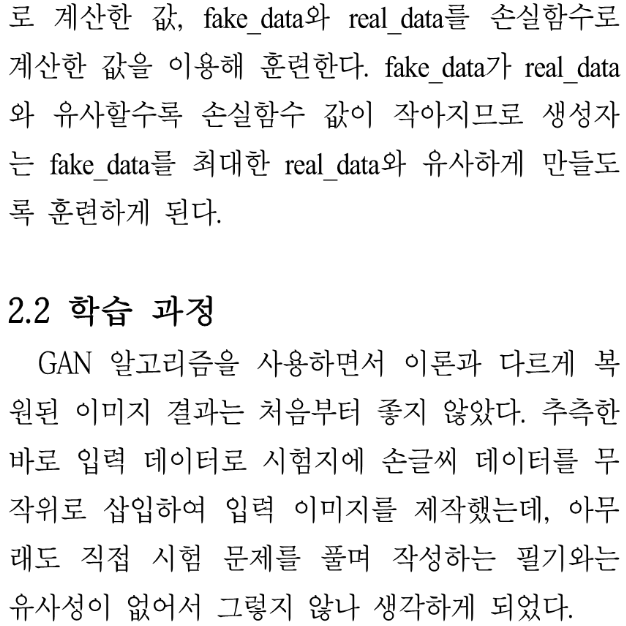 로 계산한 값, fake_data와 real_data를 손실함수로
계산한 값을 이용해 훈련한다. fake_data가 real_data
와 유사할수록 손실함수 값이 작아지므로 생성자
는 fake_data를 최대한 real_data와 유사하게 만들도
록 훈련하게 된다.
2.2 학습 과정
GAN 알고리즘을 사용하면서 이론과 다르게 복
원된 이미지 결과는 처음부터 좋지 않았다. 추측한
바로 입력 데이터로 시험지에 손글씨 데이터를 무
작위로 삽입하여 입력 이미지를 제작했는데, 아무
래도 직접 시험 문제를 풀며 작성하는 필기와는
유사성이 없어서 그렇지 않나 생각하게 되었다.